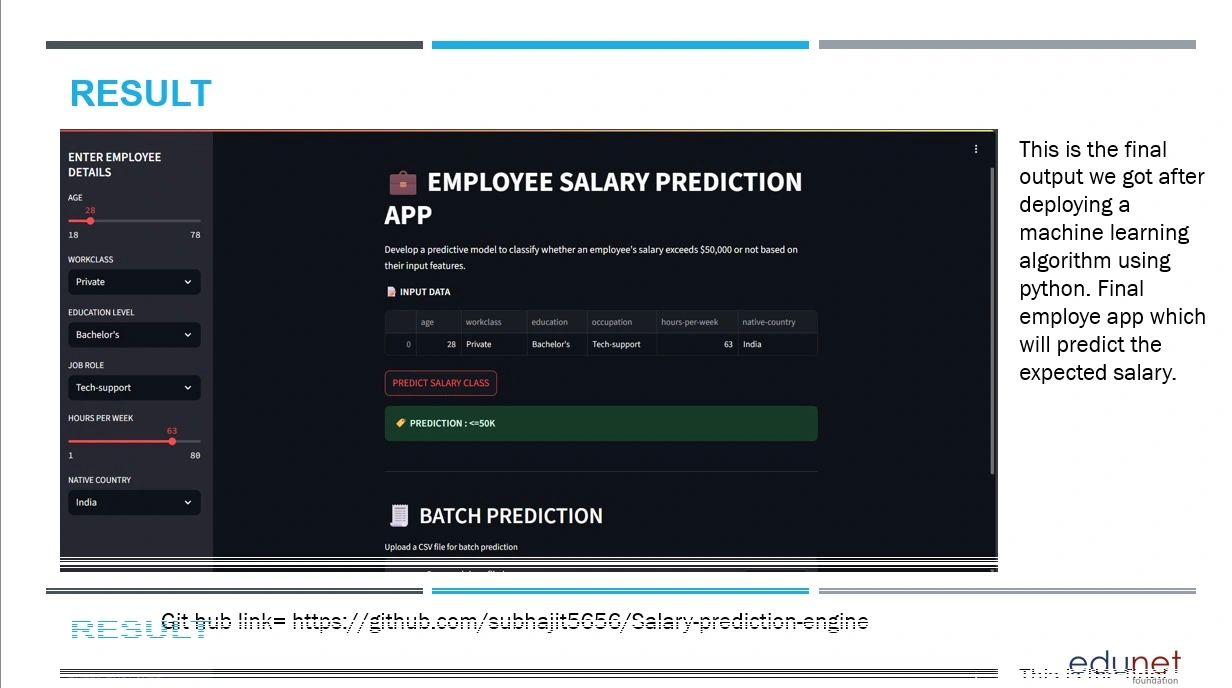 RESULT
ENTER EMPLOYEE
DETAILS
AGE
28
18 78
WORKCLASS
Private
EDUCATION LEVEL
Bachelor's
JOB ROLE
Tech-support
HOURS PER WEEK
63
1 80
NATIVE COUNTRY
India
EMPLOYEE SALARY PREDICTION
APP
Develop a predictive model to classify whether an employee's salary exceeds $50,000 or not based on
their input features.
INPUT DATA
age workclass education occupation hours-per-week native-country
0 28 Private Bachelor's Tech-support 63 India
PREDICT SALARY CLASS
PREDICTION : <=50K
BATCH PREDICTION
Upload a CSV file for batch prediction
This is the final
output we got after
deploying a
machine learning
algorithm using
python. Final
employe app which
will predict the
expected salary.
Git hub link= https://github.com/subhajit5656/Salary-prediction-engine
RESULT
edunet
foundation
This is the final